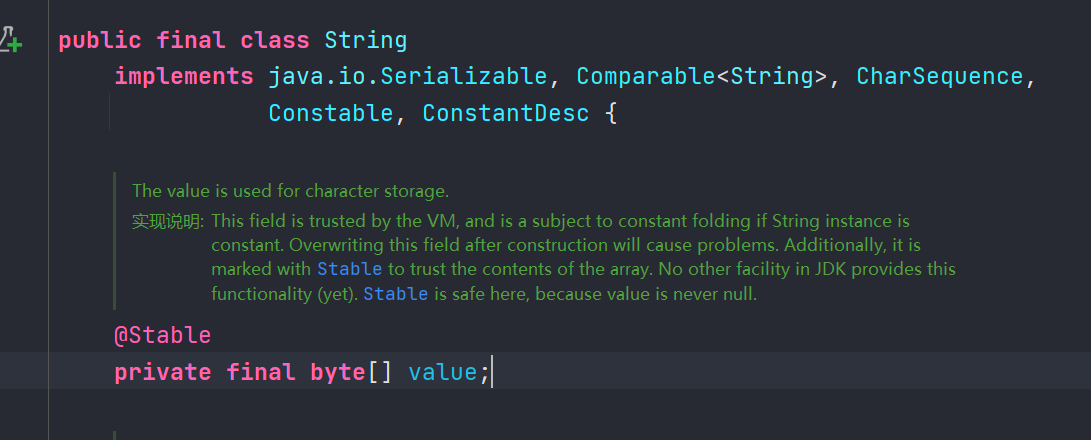 public final class String
implements java.io.Serializable, Comparable<String>, CharSequence,
Constable, ConstantDesc {
The value is used for character storage.
实现说明: This field is trusted by the VM, and is a subject to constant folding if String instance is
constant. Overwriting this field after construction will cause problems. Additionally, it is
marked with Stable to trust the contents of the array. No other facility in JDK provides this
functionality (yet). Stable is safe here, because value is never null.
@Stable
private final byte[] value;